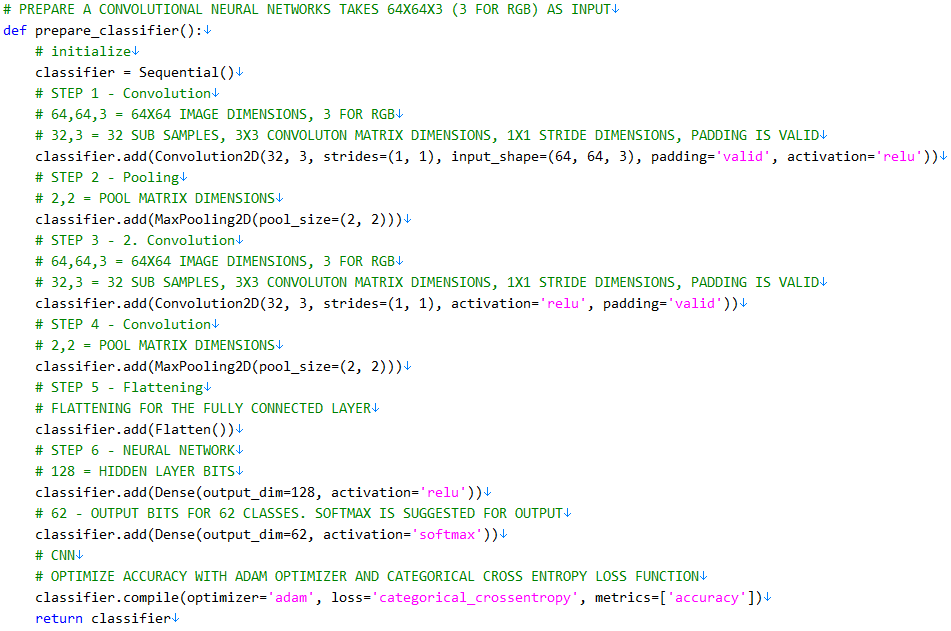 # PREPARE A CONVOLUTIONAL NEURAL NETWORKS TAKES 64X64X3 (3 FOR RGB) AS INPUT↓
def prepare_classifier():↓
    # initialize↓
    classifier = Sequential()↓
    # STEP 1 - Convolution↓
    # 64,64,3 = 64X64 IMAGE DIMENSIONS, 3 FOR RGB↓
    # 32,3 = 32 SUB SAMPLES, 3X3 CONVOLUTON MATRIX DIMENSIONS, 1X1 STRIDE DIMENSIONS, PADDING IS VALID↓
    classifier.add(Convolution2D(32, 3, strides=(1, 1), input_shape=(64, 64, 3), padding='valid', activation='relu'))↓
    # STEP 2 - Pooling↓
    # 2,2 = POOL MATRIX DIMENSIONS↓
    classifier.add(MaxPooling2D(pool_size=(2, 2)))↓
    # STEP 3 - 2. Convolution↓
    # 64,64,3 = 64X64 IMAGE DIMENSIONS, 3 FOR RGB↓
    # 32,3 = 32 SUB SAMPLES, 3X3 CONVOLUTON MATRIX DIMENSIONS, 1X1 STRIDE DIMENSIONS, PADDING IS VALID↓
    classifier.add(Convolution2D(32, 3, strides=(1, 1), activation='relu', padding='valid'))↓
    # STEP 4 - Convolution↓
    # 2,2 = POOL MATRIX DIMENSIONS↓
    classifier.add(MaxPooling2D(pool_size=(2, 2)))↓
    # STEP 5 - Flattening↓
    # FLATTENING FOR THE FULLY CONNECTED LAYER↓
    classifier.add(Flatten())↓
    # STEP 6 - NEURAL NETWORK↓
    # 128 = HIDDEN LAYER BITS↓
    classifier.add(Dense(output_dim=128, activation='relu'))↓
    # 62 - OUTPUT BITS FOR 62 CLASSES. SOFTMAX IS SUGGESTED FOR OUTPUT↓
    classifier.add(Dense(output_dim=62, activation='softmax'))↓
    # CNN↓
    # OPTIMIZE ACCURACY WITH ADAM OPTIMIZER AND CATEGORICAL CROSS ENTROPY LOSS FUNCTION↓
    classifier.compile(optimizer='adam', loss='categorical_crossentropy', metrics=['accuracy'])↓
    return classifier↓